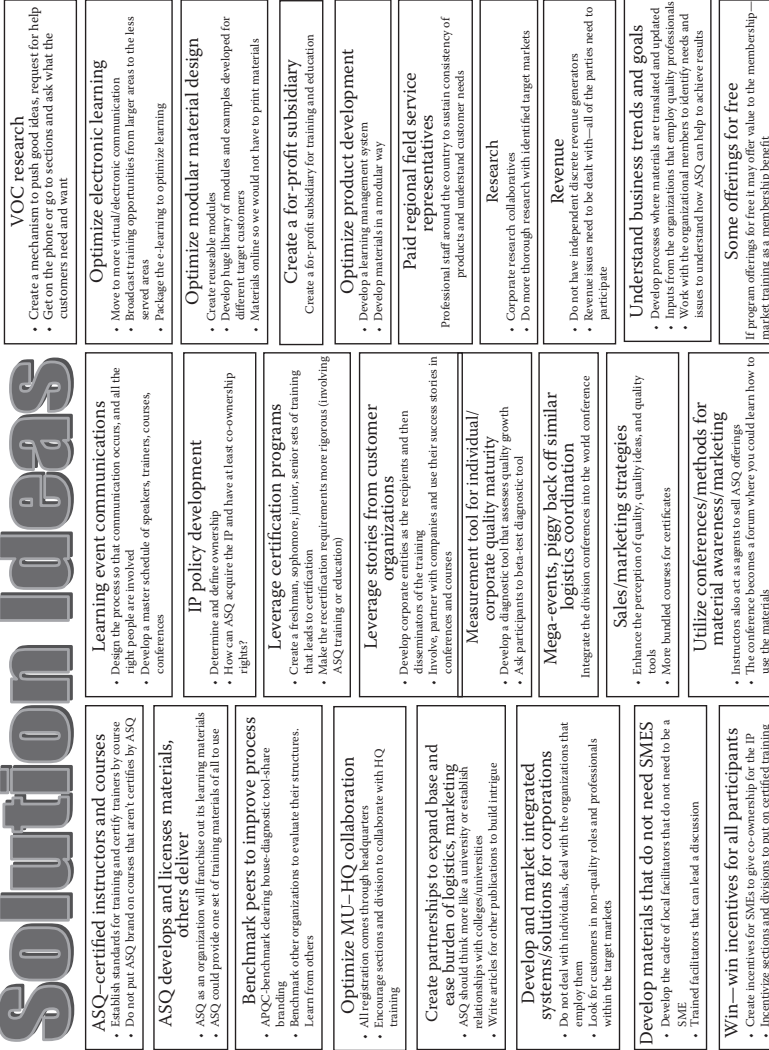 Solution Ideas
ASQ–certified instructors and courses
• Establish standards for training and certify trainers by course
• Do not put ASQ brand on courses that aren't certifies by ASQ
ASQ develops and licenses materials,
others deliver
• ASQ as an organization will franchise out its learning materials
• ASQ could provide one set of training materials of all to use
Benchmark peers to improve process
• APQC-benchmark clearing house-diagnostic tool-share
branding
• Benchmark other organizations to evaluate their structures.
Learn from others
Optimize MU–HQ collaboration
• All registration comes through headquarters
• Encourage sections and division to collaborate with HQ
training
Create partnerships to expand base and
ease burden of logistics, marketing
• ASQ should think more like a university or establish
relationships with colleges/universities
• Write articles for other publications to build intrigue
Develop and market integrated
systems/solutions for corporations
• Do not deal with individuals, deal with the organizations that
employ them
• Look for customers in non-quality roles and professionals
within the target markets
Develop materials that do not need SMES
• Develop the cadre of local facilitators that do not need to be a
SME
• Trained facilitators that can lead a discussion
Win—win incentives for all participants
• Create incentives for SMEs to give co-ownership for the IP
• Incentivize sections and divisions to put on certified training
Learning event communications
• Design the process so that communication occurs, and all the
right people are involved
• Develop a master schedule of speakers, trainers, courses,
conferences
IP policy development
• Determine and define ownership
• How can ASQ acquire the IP and have at least co-ownership
rights?
Leverage certification programs
• Create a freshman, sophomore, junior, senior sets of training
that leads to certification
• Make the recertification requirements more rigorous (involving
ASQ training or education)
Leverage stories from customer
organizations
• Develop corporate entities as the recipients and then
disseminators of the training
• Involve, partner with companies and use their success stories in
conferences and courses
Measurement tool for individual/
corporate quality maturity
• Develop a diagnostic tool that assesses quality growth
• Ask participants to beta-test diagnostic tool
Mega-events, piggy back off similar
logistics coordination
Integrate the division conferences into the world conference
Sales/marketing strategies
• Enhance the perception of quality, quality ideas, and quality
tools
• More bundled courses for certificates
Utilize conferences/methods for
material awareness/marketing
• Instructors also act as agents to sell ASQ offerings
• The conference becomes a forum where you could learn how to
use the materials
VOC research
• Create a mechanism to push good ideas, request for help
• Get on the phone or go to sections and ask what the
customers need and want
Optimize electronic learning
• Move to more virtual/electronic communication
• Broadcast training opportunities from larger areas to the less
served areas
• Package the e-learning to optimize learning
Optimize modular material design
• Create reuseable modules
• Develop huge library of modules and examples developed for
different target customers
• Materials online so we would not have to print materials
Create a for-profit subsidiary
Create a for-profit subsidiary for training and education
Optimize product development
• Develop a learning management system
• Develop materials in a modular way
Paid regional field service
representatives
Professional staff around the country to sustain consistency of
products and understand customer needs
Research
• Corporate research collaboratives
• Do more thorough research with identified target markets
Revenue
• Do not have independent discrete revenue generators
• Revenue issues need to be dealt with—all of the parties need to
participate
Understand business trends and goals
• Develop processes where materials are translated and updated
• Inputs from the organizations that employ quality professionals
• Work with the organizational members to identify needs and
issues to understand how ASQ can help to achieve results
Some offerings for free
If program offerings for free it may offer value to the membership—
market training as a membership benefit